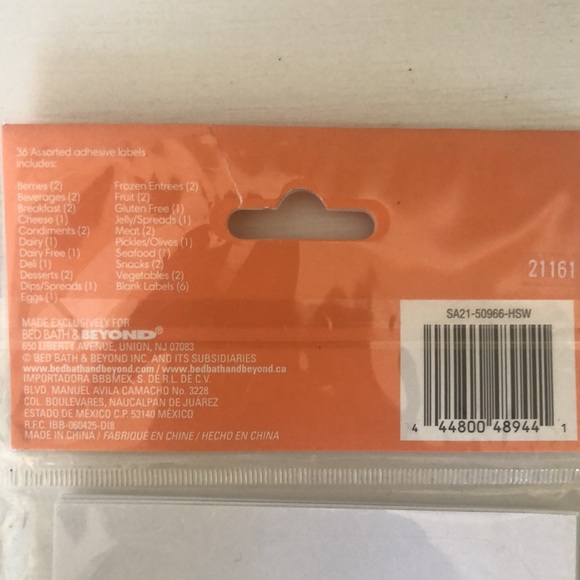 36 Assorted adhesive labels
includes:
Berries (2)
Beverages (2)
Breakfast (2)
Cheese (1)
Condiments (2)
Dairy (1)
Dairy Free (1)
Deli (1)
Desserts (2)
Dips/Spreads (1)
Eggs (1)
Frozen Entrees (2)
Fruit (2)
Gluten Free (1)
Jelly/Spreads (1)
Meat (2)
Pickles/Olives (1)
Seafood (1)
Snacks (2)
Vegetables (2)
Blank Labels (6)
21161
MADE EXCLUSIVELY FOR
BED BATH & BEYOND®
650 LIBERTY AVENUE, UNION, NJ 07083
© BED BATH & BEYOND INC. AND ITS SUBSIDIARIES
www.bedbathandbeyond.com / www.bedbathandbeyond.ca
IMPORTADORA BBBMEX, S. DE R.L. DE C.V.
BLVD. MANUEL AVILA CAMACHO No. 3228
COL. BOULEVARES, NAUCALPAN DE JUAREZ
ESTADO DE MÉXICO C.P. 53140 MÉXICO
R.F.C. IBB-060425-DI8
MADE IN CHINA / FABRIQUÉ EN CHINE / HECHO EN CHINA
SA21-50966-HSW
4 44800 48944 1